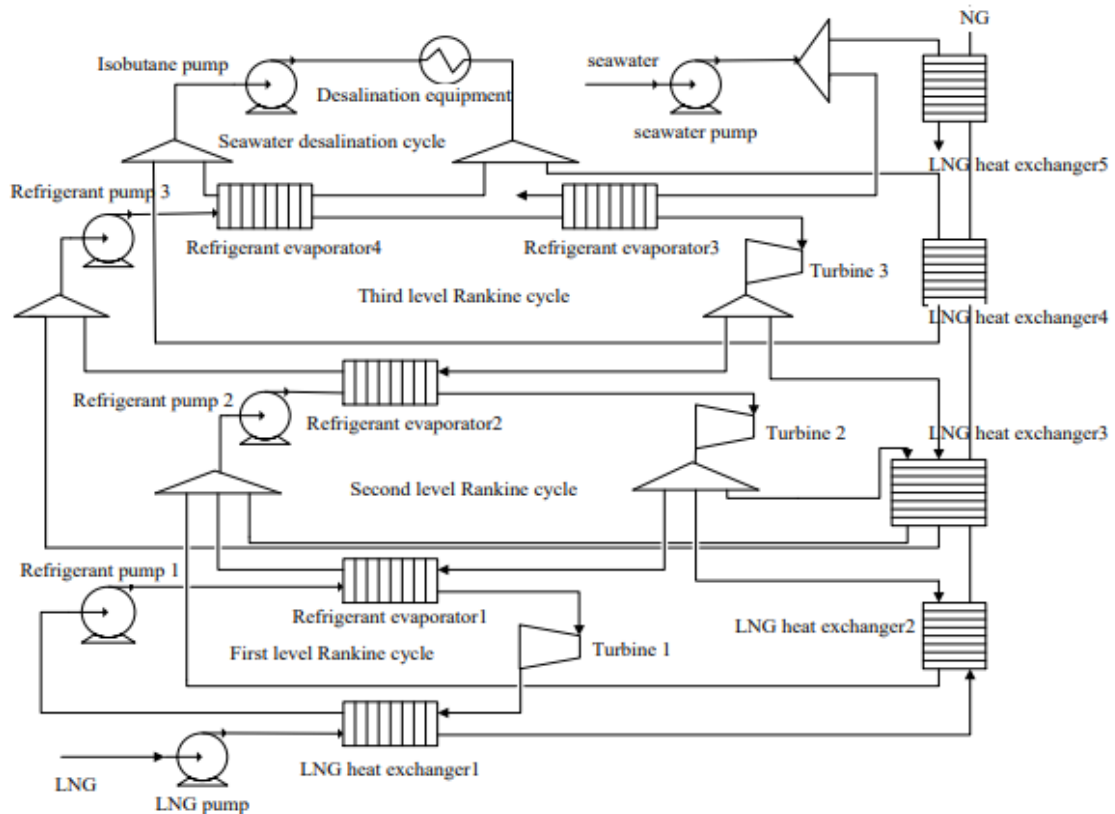 NG
Isobutane pump
seawater
Desalination equipment
seawater pump
Seawater desalination cycle
LNG heat exchanger5
Refrigerant pump 3
Refrigerant evaporator4
Refrigerant evaporator3
Turbine 3
Third level Rankine cycle
LNG heat exchanger4
Refrigerant pump 2
Refrigerant evaporator2
Turbine 2
LNG heat exchanger3
Second level Rankine cycle
Refrigerant pump 1
Refrigerant evaporator1
LNG heat exchanger2
First level Rankine cycle
Turbine 1
LNG heat exchanger1
LNG
LNG pump